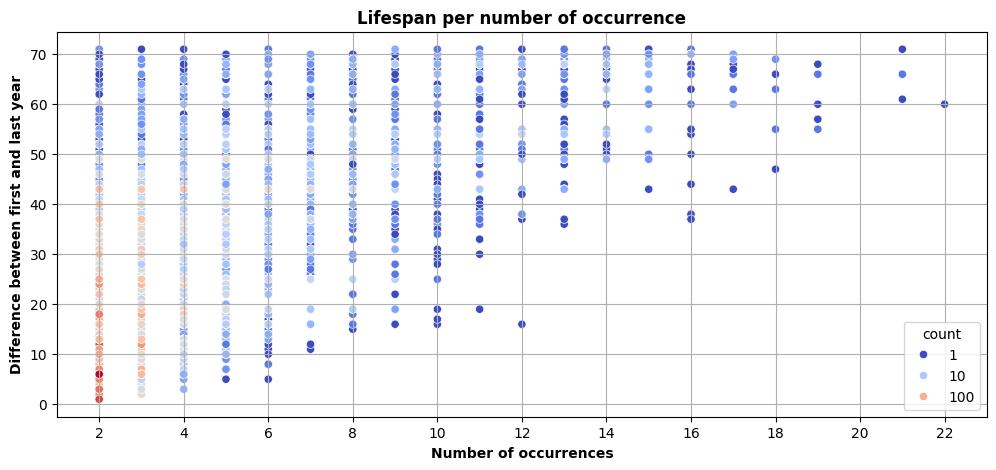 Lifespan per number of occurrence
Difference between first and last year
70
60
50
40
30
20
10
0
count
1
10
100
2 4 6 8 10 12 14 16 18 20 22
Number of occurrences